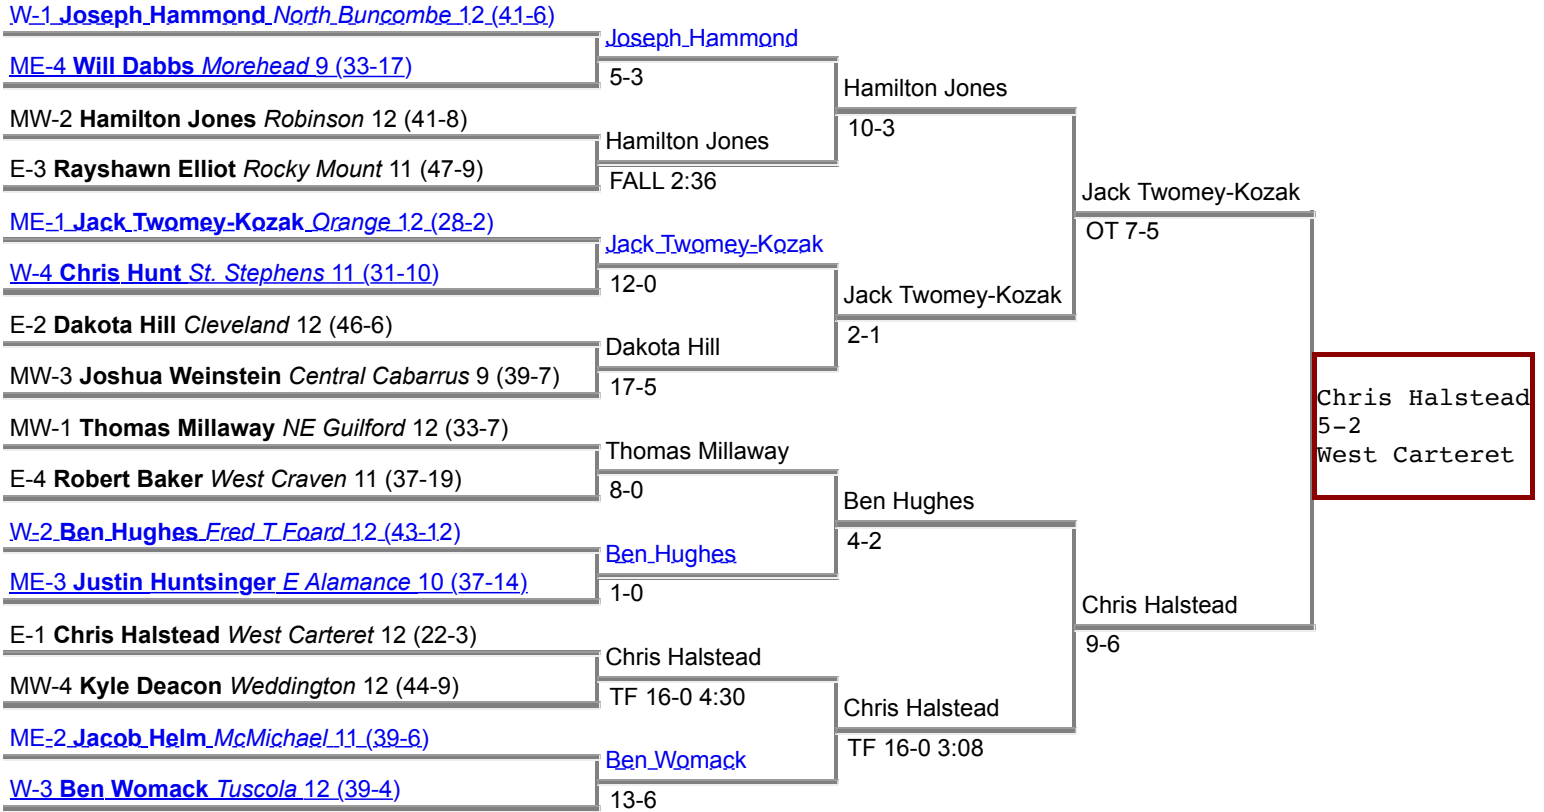 W-1 Joseph Hammond North Buncombe 12 (41-6)
ME-4 Will Dabbs Morehead 9 (33-17)
MW-2 Hamilton Jones Robinson 12 (41-8)
E-3 Rayshawn Elliot Rocky Mount 11 (47-9)
ME-1 Jack Twomey-Kozak Orange 12 (28-2)
W-4 Chris Hunt St. Stephens 11 (31-10)
E-2 Dakota Hill Cleveland 12 (46-6)
MW-3 Joshua Weinstein Central Cabarrus 9 (39-7)
MW-1 Thomas Millaway NE Guilford 12 (33-7)
E-4 Robert Baker West Craven 11 (37-19)
W-2 Ben Hughes Fred T Foard 12 (43-12)
ME-3 Justin Huntsinger E Alamance 10 (37-14)
E-1 Chris Halstead West Carteret 12 (22-3)
MW-4 Kyle Deacon Weddington 12 (44-9)
ME-2 Jacob Helm McMichael 11 (39-6)
W-3 Ben Womack Tuscola 12 (39-4)
Joseph Hammond
5-3
Hamilton Jones
FALL 2:36
Jack Twomey-Kozak
12-0
Dakota Hill
17-5
Thomas Millaway
8-0
Ben Hughes
1-0
Chris Halstead
TF 16-0 4:30
Ben Womack
13-6
Hamilton Jones
10-3
Jack Twomey-Kozak
2-1
Ben Hughes
4-2
Chris Halstead
TF 16-0 3:08
Jack Twomey-Kozak
OT 7-5
Chris Halstead
9-6
Chris Halstead
5-2
West Carteret